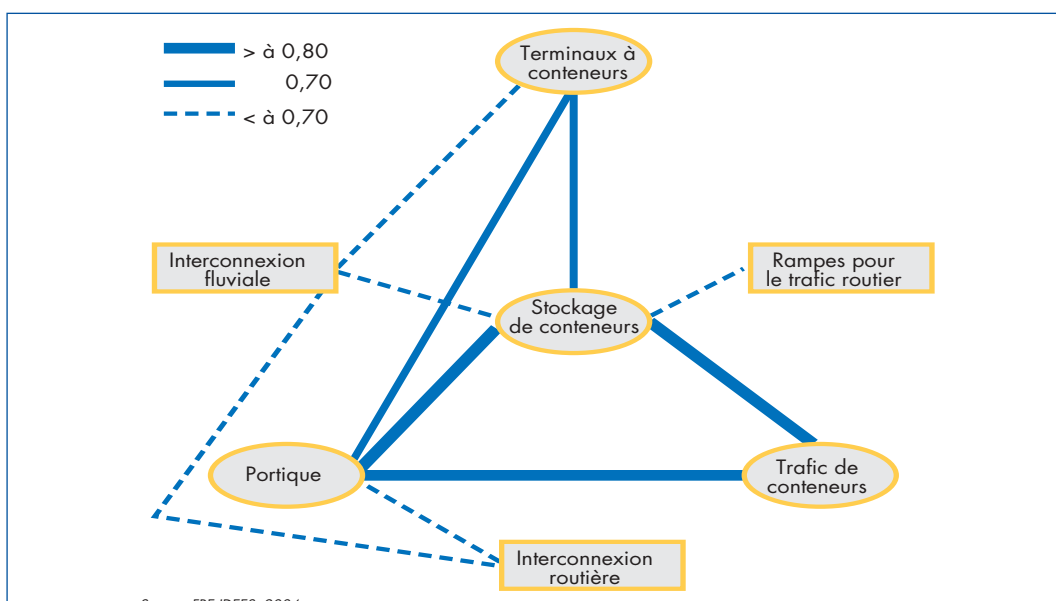 > à 0,80
0,70
< à 0,70
Terminaux à
conteneurs
Interconnexion
fluviale
Rampes pour
le trafic routier
Stockage
de conteneurs
Portique
Trafic de
conteneurs
Interconnexion
routière